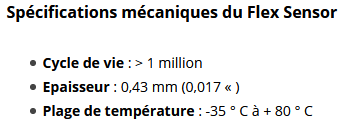 Spécifications mécaniques du Flex Sensor
Cycle de vie : > 1 million
Epaisseur : 0,43 mm (0,017 « )
Plage de température : -35 ° C à + 80 ° C